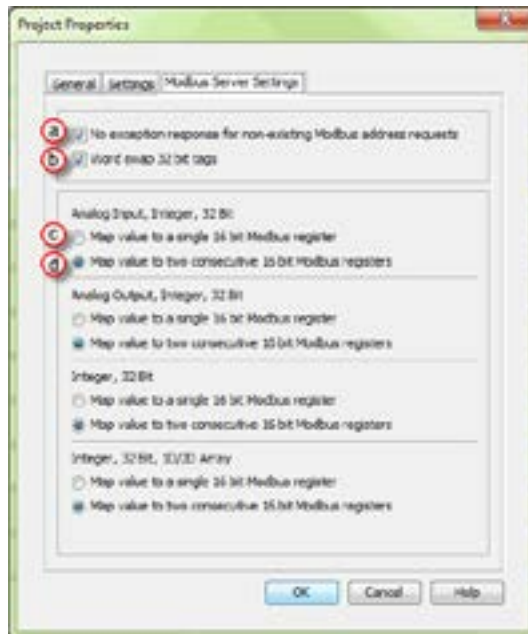 Project Properties
General Settings Modbus Server Settings
a No exception response for non-existing Modbus address requests
b Word swap 32 bit tags
Analog Input, Integer, 32 Bit
c Map value to a single 16 bit Modbus register
d Map value to two consecutive 16 bit Modbus registers
Analog Output, Integer, 32 Bit
Map value to a single 16 bit Modbus register
Map value to two consecutive 16 bit Modbus registers
Integer, 32 Bit
Map value to a single 16 bit Modbus register
Map value to two consecutive 16 bit Modbus registers
Integer, 32 Bit, 1D/2D Array
Map value to a single 16 bit Modbus register
Map value to two consecutive 16 bit Modbus registers
OK Cancel Help